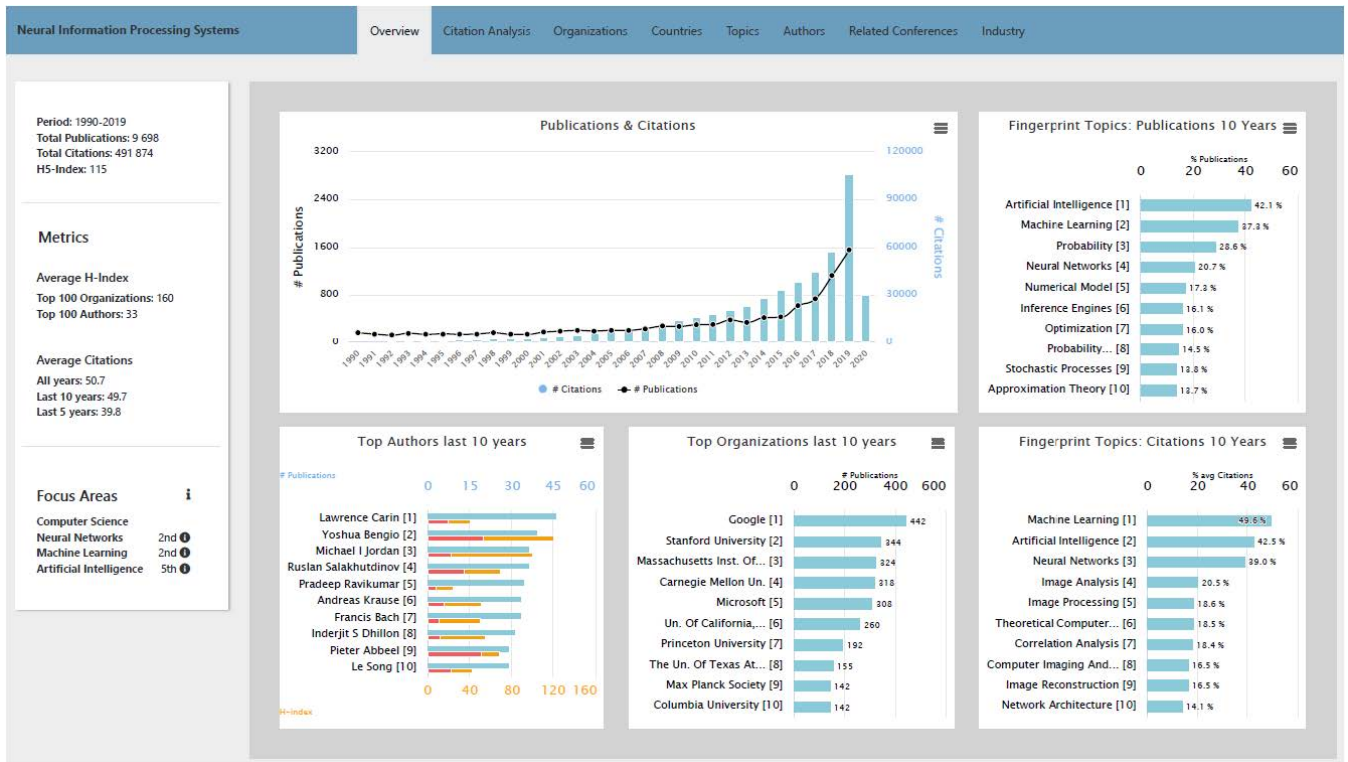 Neural Information Processing Systems
Overview Citation Analysis Organizations Countries Topics Authors Related Conferences Industry
Period: 1990-2019
Total Publications: 9 698
Total Citations: 491 874
H5-Index: 115
Metrics
Average H-Index
Top 100 Organizations: 160
Top 100 Authors: 33
Average Citations
All years: 50.7
Last 10 years: 49.7
Last 5 years: 39.8
Focus Areas i
Computer Science
Neural Networks 2nd
Machine Learning 2nd
Artificial Intelligence 5th
Publications & Citations
# Publications
3200
2400
1600
800
0
120000
90000
60000
30000
0
# Citations
1990 1991 1992 1993 1994 1995 1996 1997 1998 1999 2000 2001 2002 2003 2004 2005 2006 2007 2008 2009 2010 2011 2012 2013 2014 2015 2016 2017 2018 2019 2020
# Citations # Publications
Fingerprint Topics: Publications 10 Years
% Publications
0 20 40 60
Artificial Intelligence [1] 42.1 %
Machine Learning [2] 37.3 %
Probability [3] 28.6 %
Neural Networks [4] 20.7 %
Numerical Model [5] 17.3 %
Inference Engines [6] 16.1 %
Optimization [7] 16.0 %
Probability... [8] 14.5 %
Stochastic Processes [9] 13.8 %
Approximation Theory [10] 13.7 %
Top Authors last 10 years
# Publications
0 15 30 45 60
Lawrence Carin [1]
Yoshua Bengio [2]
Michael I Jordan [3]
Ruslan Salakhutdinov [4]
Pradeep Ravikumar [5]
Andreas Krause [6]
Francis Bach [7]
Inderjit S Dhillon [8]
Pieter Abbeel [9]
Le Song [10]
0 40 80 120 160
H-index
Top Organizations last 10 years
# Publications
0 200 400 600
Google [1] 442
Stanford University [2] 344
Massachusetts Inst. Of... [3] 324
Carnegie Mellon Un. [4] 318
Microsoft [5] 308
Un. Of California,... [6] 260
Princeton University [7] 192
The Un. Of Texas At... [8] 155
Max Planck Society [9] 142
Columbia University [10] 142
Fingerprint Topics: Citations 10 Years
% avg Citations
0 20 40 60
Machine Learning [1] 49.6 %
Artificial Intelligence [2] 42.5 %
Neural Networks [3] 39.0 %
Image Analysis [4] 20.5 %
Image Processing [5] 18.6 %
Theoretical Computer... [6] 18.5 %
Correlation Analysis [7] 18.4 %
Computer Imaging And... [8] 16.5 %
Image Reconstruction [9] 16.5 %
Network Architecture [10] 14.1 %